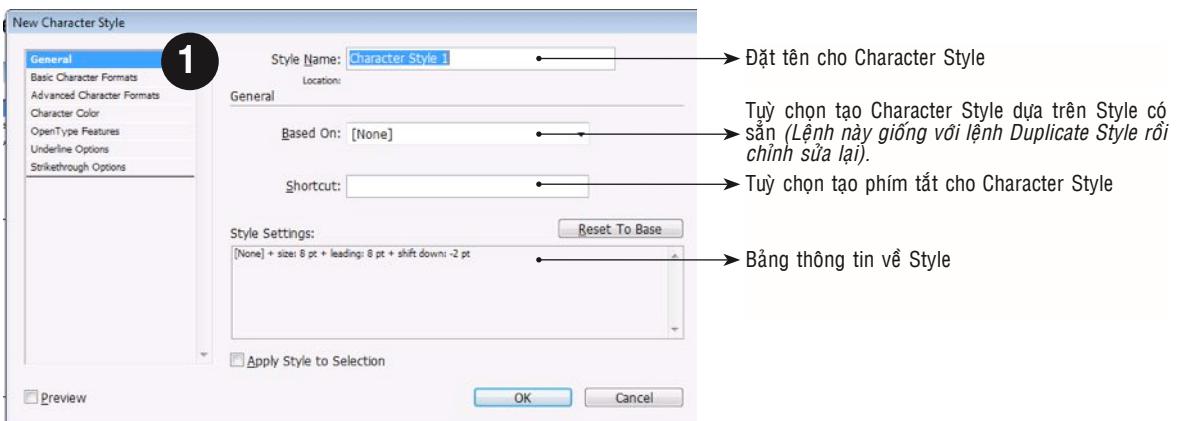 New Character Style
General
Basic Character Formats
Advanced Character Formats
Character Color
OpenType Features
Underline Options
Strikethrough Options
1
Style Name: Character Style 1
Location:
General
Based On: [None]
Shortcut:
Reset To Base
Style Settings:
[None] + size: 8 pt + leading: 8 pt + shift down: -2 pt
Apply Style to Selection
Preview
OK
Cancel
Đặt tên cho Character Style
Tuỳ chọn tạo Character Style dựa trên Style có
sẳn (Lệnh này giống với lệnh Duplicate Style rồi
chỉnh sửa lại).
Tuỳ chọn tạo phím tắt cho Character Style
Bảng thông tin về Style